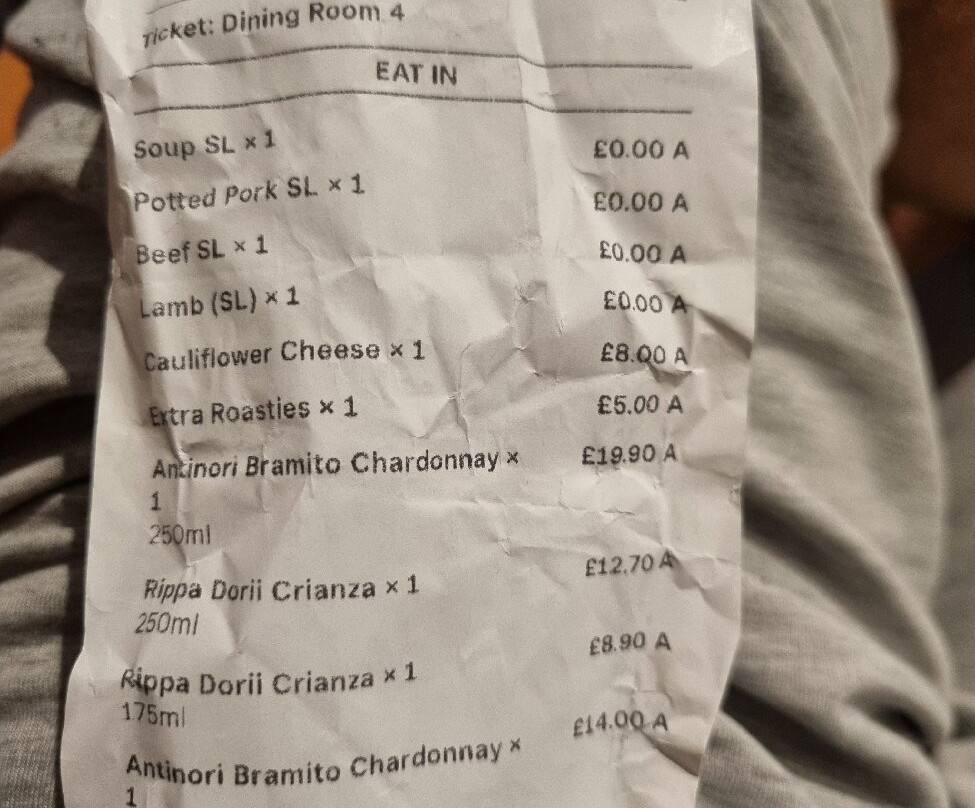 Ticket: Dining Room 4
EAT IN
Soup SL × 1 £0.00 A
Potted Pork SL × 1 £0.00 A
Beef SL × 1 £0.00 A
Lamb (SL) × 1 £0.00 A
Cauliflower Cheese × 1 £8.00 A
Extra Roasties × 1 £5.00 A
Antinori Bramito Chardonnay × £19.90 A
1
250ml
Rippa Dorii Crianza × 1 £12.70 A
250ml
Rippa Dorii Crianza × 1 £8.90 A
175ml
Antinori Bramito Chardonnay × £14.00 A
1